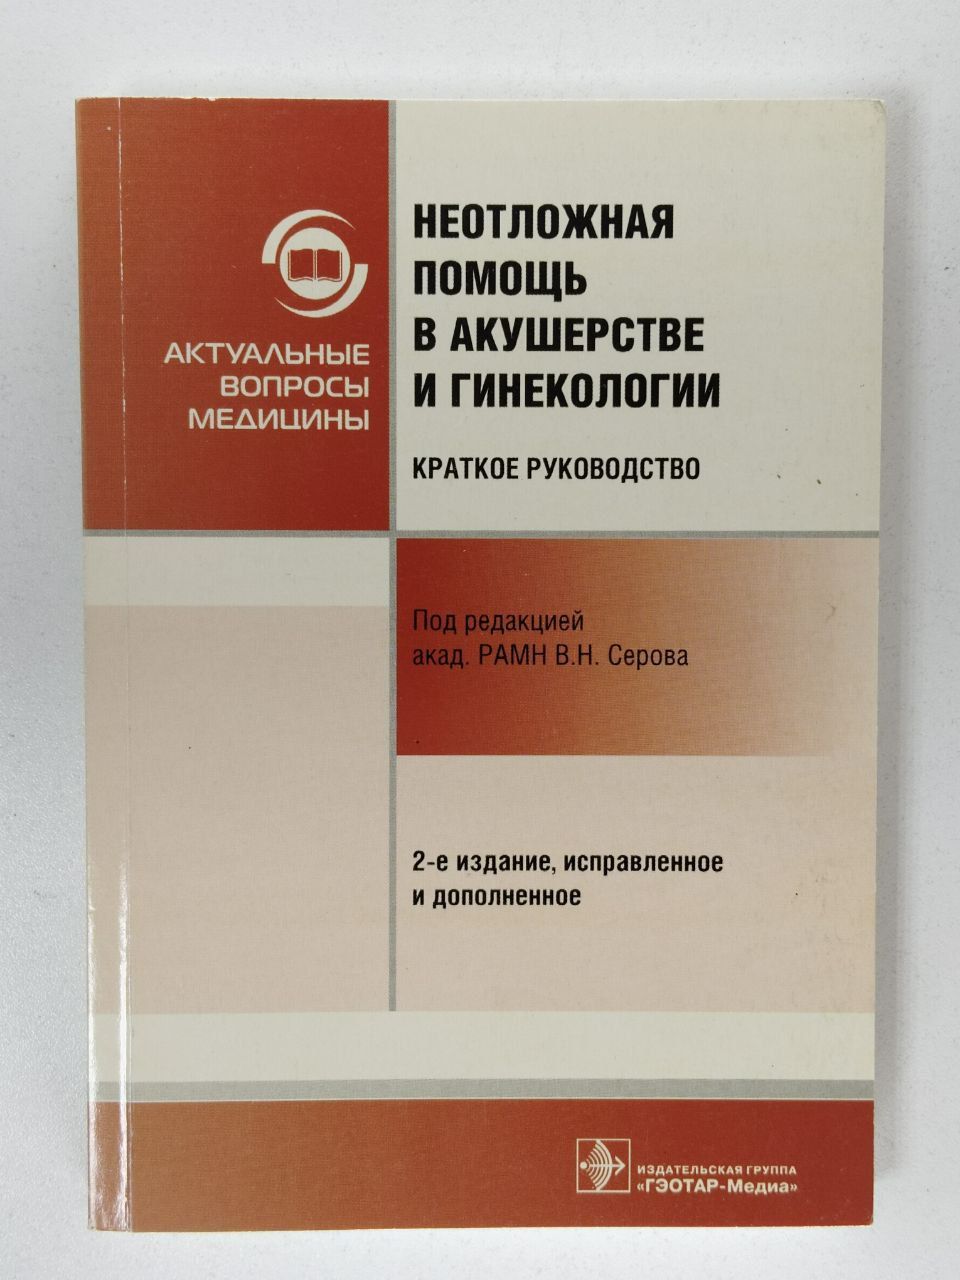 АКТУАЛЬНЫЕ
ВОПРОСЫ
МЕДИЦИНЫ
НЕОТЛОЖНАЯ
ПОМОЩЬ
В АКУШЕРСТВЕ
И ГИНЕКОЛОГИИ
КРАТКОЕ РУКОВОДСТВО
Под редакцией
акад. РАМН В.Н. Серова
2-е издание, исправленное
и дополненное
ИЗДАТЕЛЬСКАЯ ГРУППА
«ГЭОТАР-Медиа»